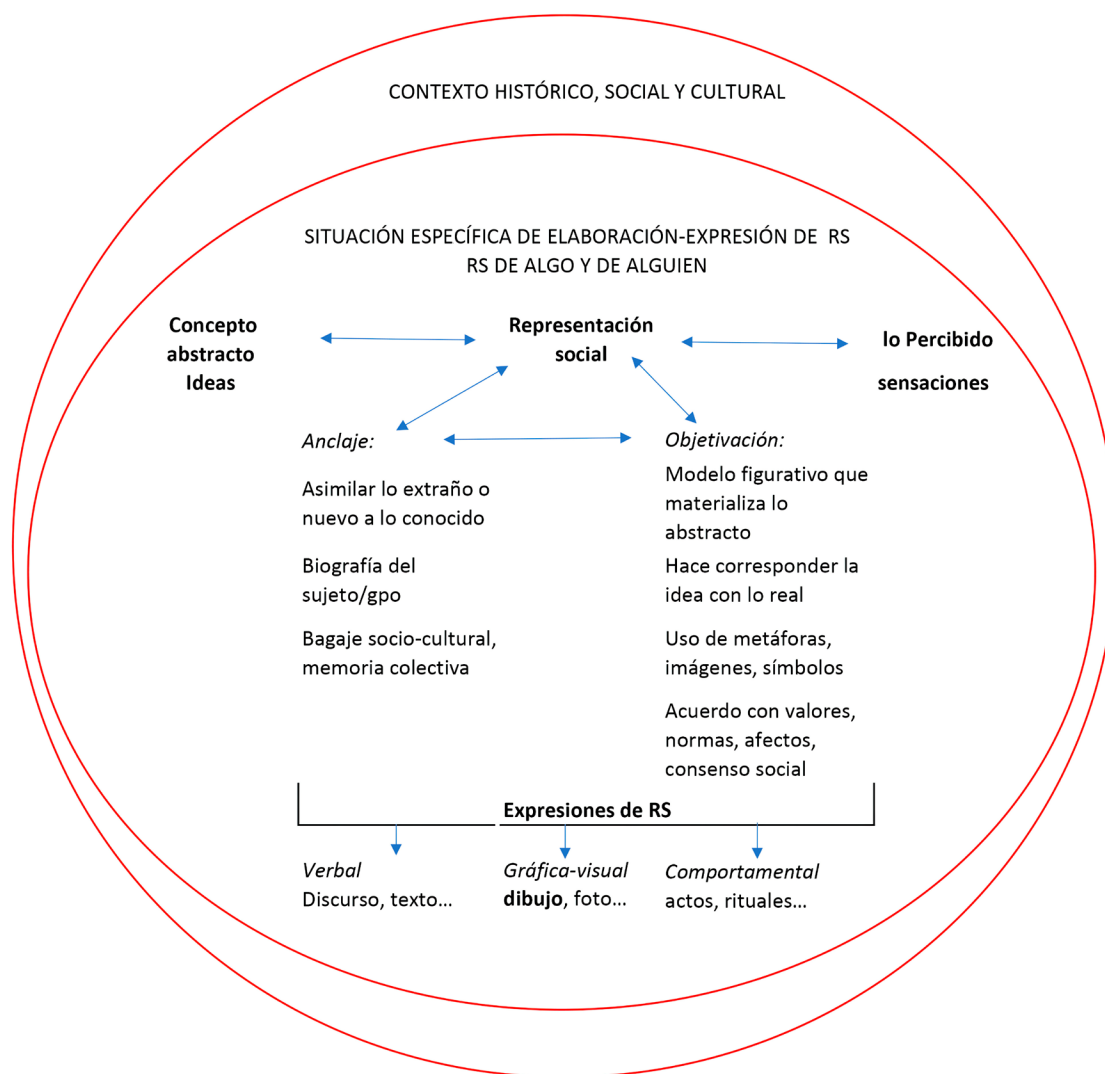 CONTEXTO HISTÓRICO, SOCIAL Y CULTURAL
SITUACIÓN ESPECÍFICA DE ELABORACIÓN-EXPRESIÓN DE RS
RS DE ALGO Y DE ALGUIEN
Concepto
abstracto
Ideas
Representación
social
lo Percibido
sensaciones
Anclaje:
Asimilar lo extraño o
nuevo a lo conocido
Biografía del
sujeto/gpo
Bagaje socio-cultural,
memoria colectiva
Objetivación:
Modelo figurativo que
materializa lo
abstracto
Hace corresponder la
idea con lo real
Uso de metáforas,
imágenes, símbolos
Acuerdo con valores,
normas, afectos,
consenso social
Expresiones de RS
Verbal
Discurso, texto...
Gráfica-visual
dibujo, foto...
Comportamental
actos, rituales...